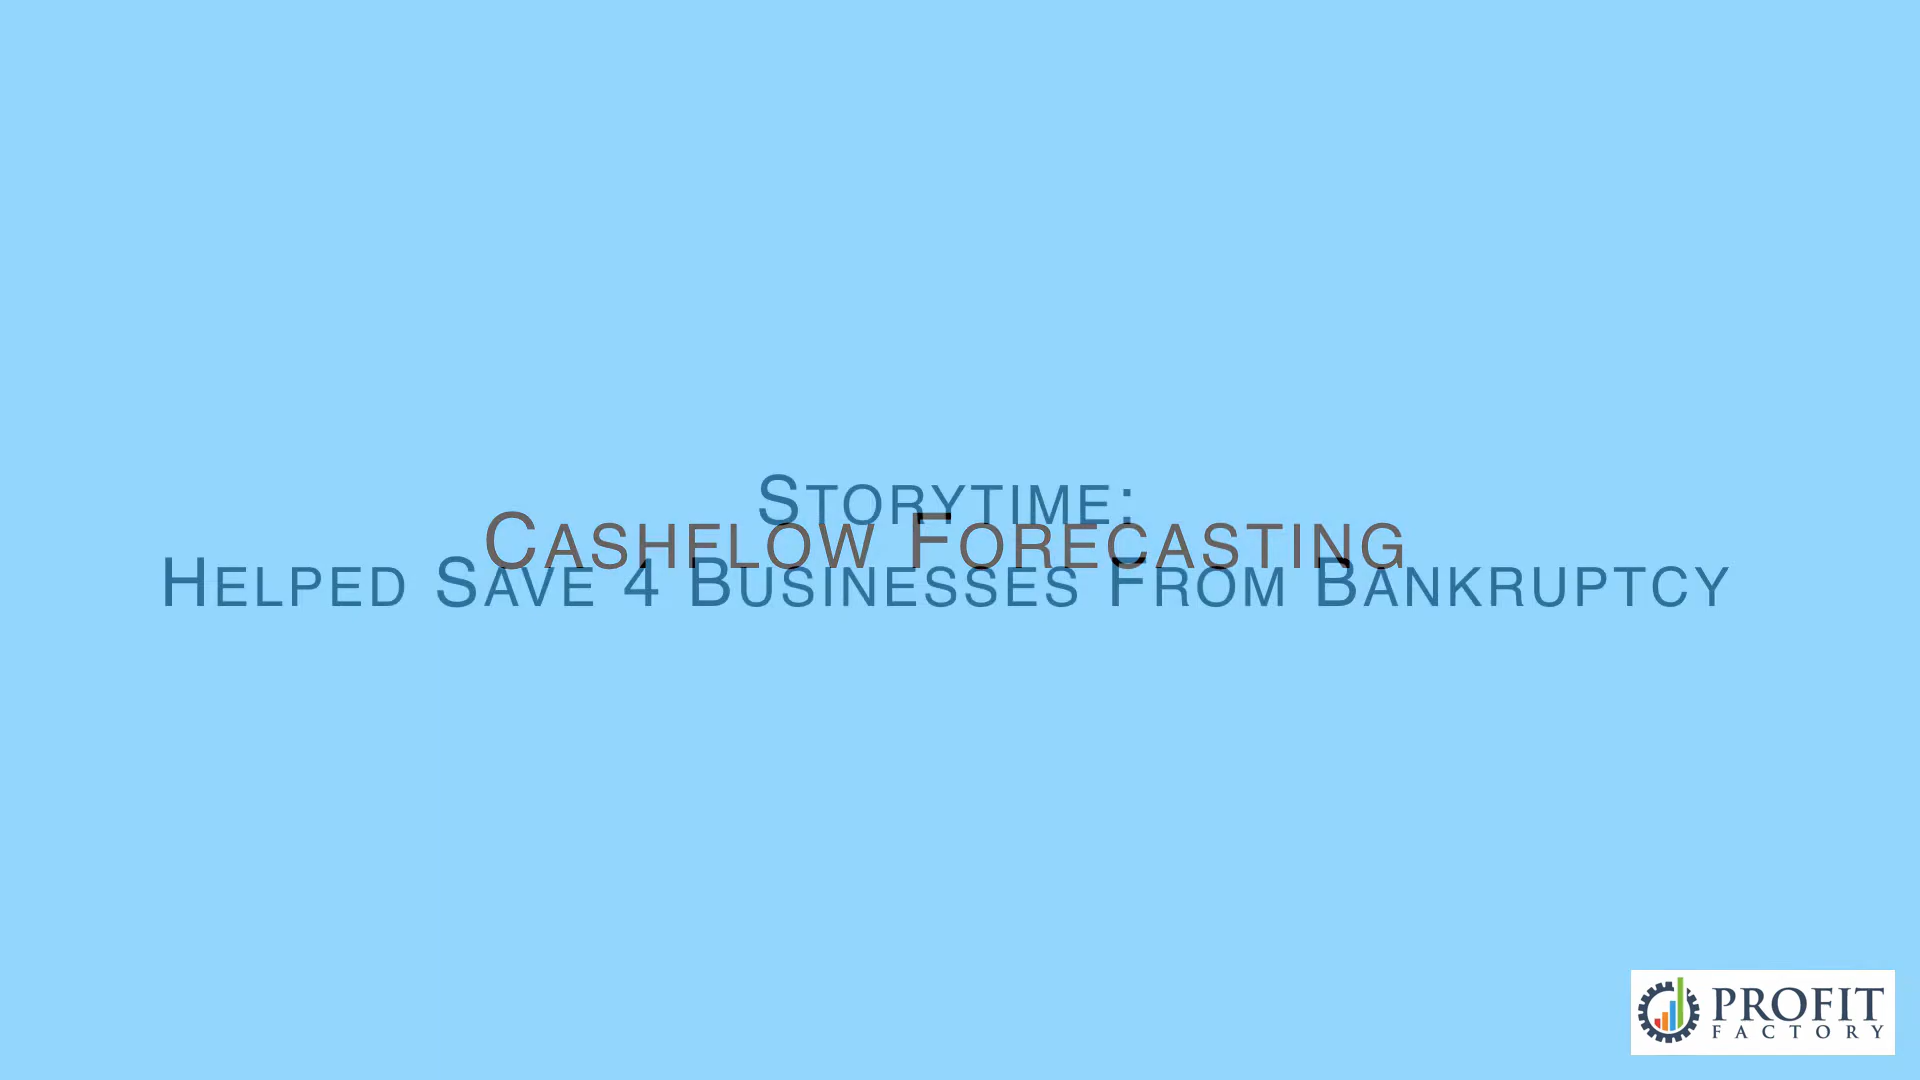 Storytime:
Cashflow Forecasting
Helped Save 4 Businesses From Bankruptcy
PROFIT
FACTORY